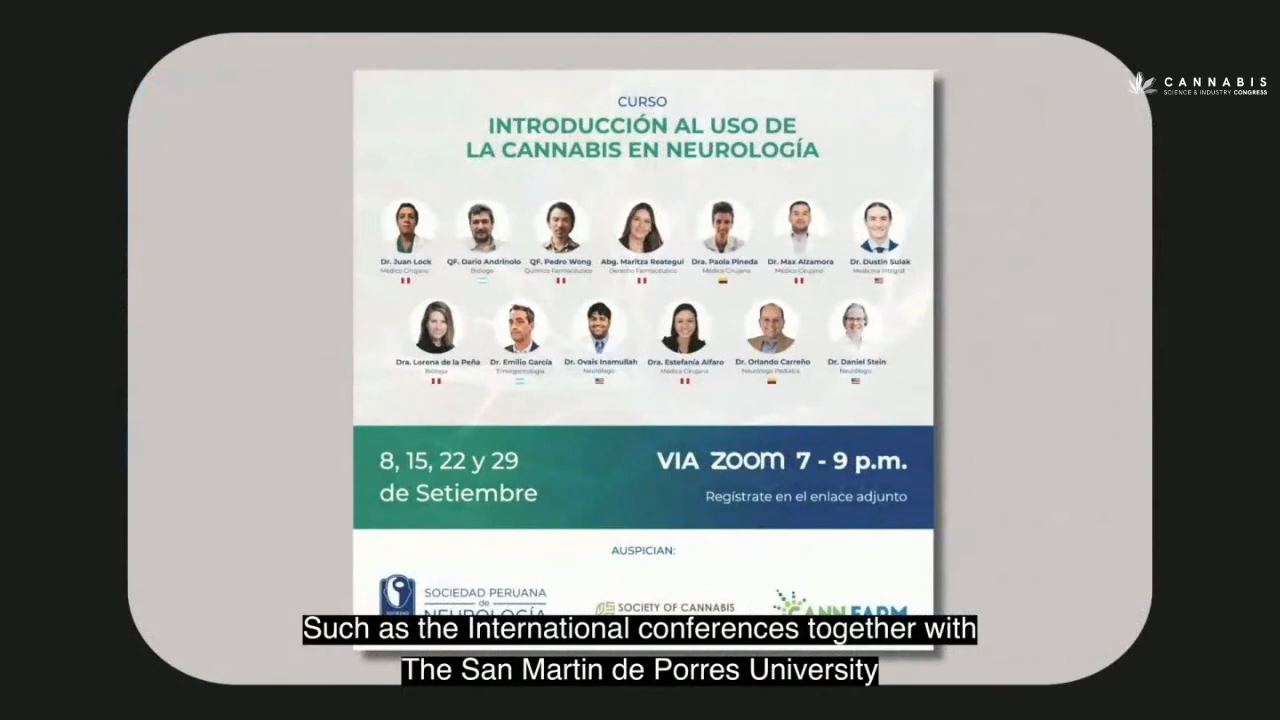 CANNABIS
SCIENCE & INDUSTRY CONGRESS
CURSO
INTRODUCCIÓN AL USO DE
LA CANNABIS EN NEUROLOGÍA
Dr. Juan Lock
Médico Cirujano
QF. Dario Andrinolo
Biólogo
QF. Pedro Wong
Químico Farmacéutico
Abg. Maritza Reategui
Derecho Farmacéutico
Dra. Paola Pineda
Médica Cirujana
Dr. Max Alzamora
Médico Cirujano
Dr. Dustin Sulak
Medicina Integral
Dra. Lorena de la Peña
Bióloga
Dr. Emilio García
Emergentología
Dr. Ovais Inamullah
Neurólogo
Dra. Estefanía Alfaro
Médica Cirujana
Dr. Orlando Carreño
Neurólogo Pediatra
Dr. Daniel Stein
Neurólogo
8, 15, 22 y 29
de Setiembre
VIA zoom 7 - 9 p.m.
Regístrate en el enlace adjunto
AUSPICIAN:
SOCIEDAD PERUANA
de
NEUROLOGÍA
SOCIETY OF CANNABIS
CANN FARM
Such as the International conferences together with
The San Martin de Porres University